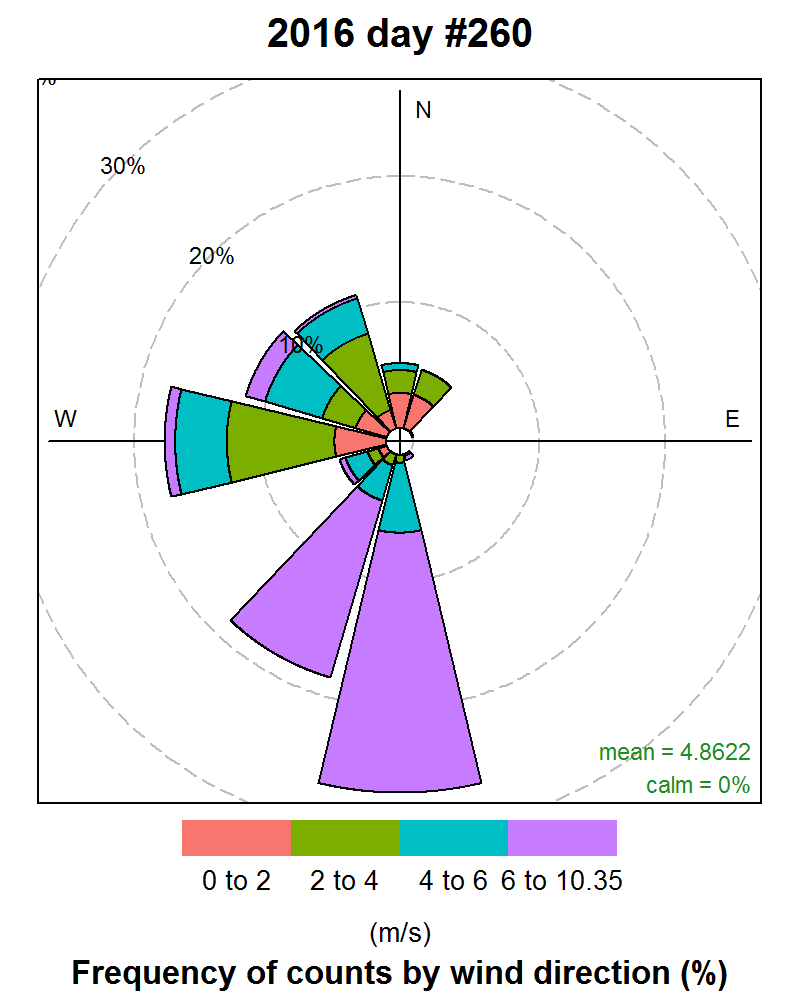 2016 day #260
%
N
30%
20%
10%
W
E
mean = 4.8622
calm = 0%
0 to 2 2 to 4 4 to 6 6 to 10.35
(m/s)
Frequency of counts by wind direction (%)